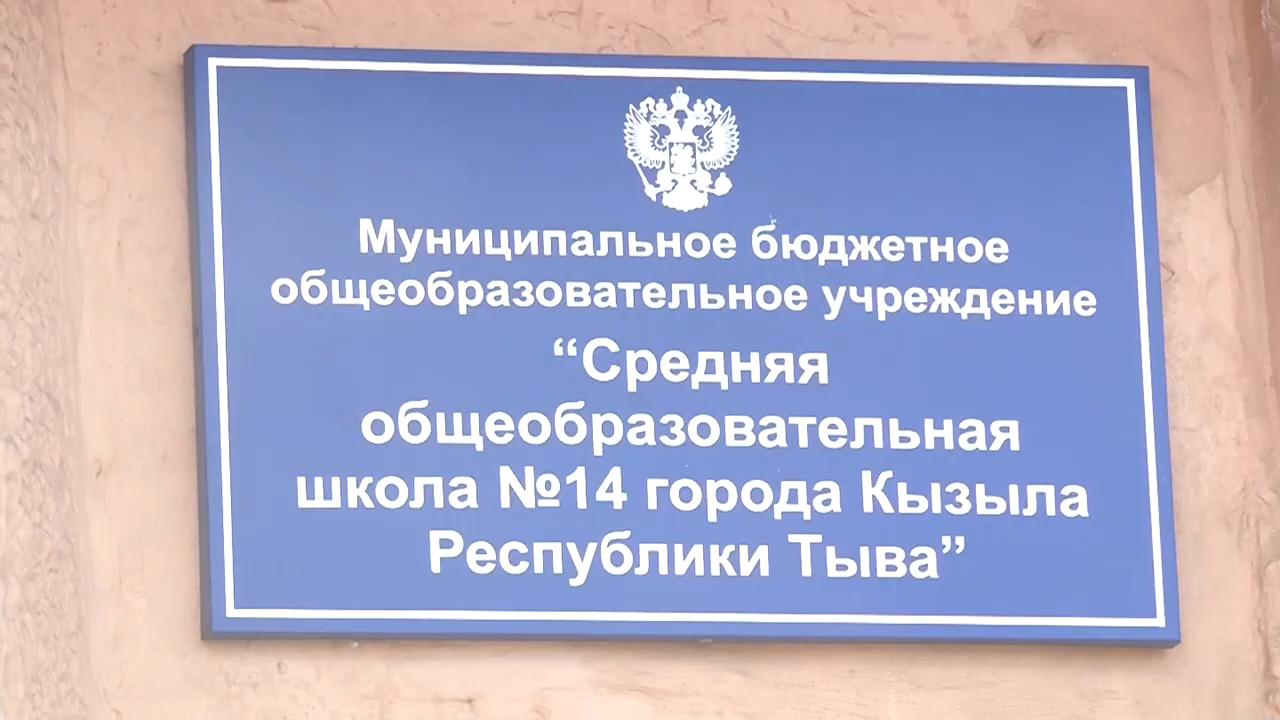 Муниципальное бюджетное
общеобразовательное учреждение
“Средняя
общеобразовательная
школа №14 города Кызыла
Республики Тыва”